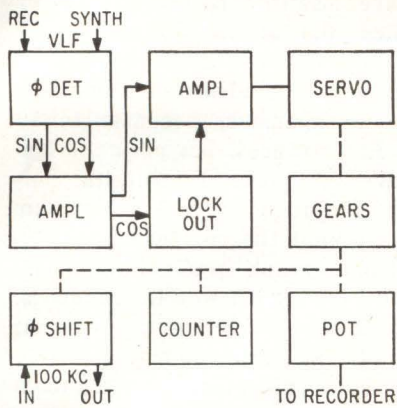 REC SYNTH
VLF
φ DET
AMPL
SERVO
SIN COS
SIN
AMPL
COS
LOCK
OUT
GEARS
φ SHIFT
COUNTER
POT
100 KC
IN OUT
TO RECORDER